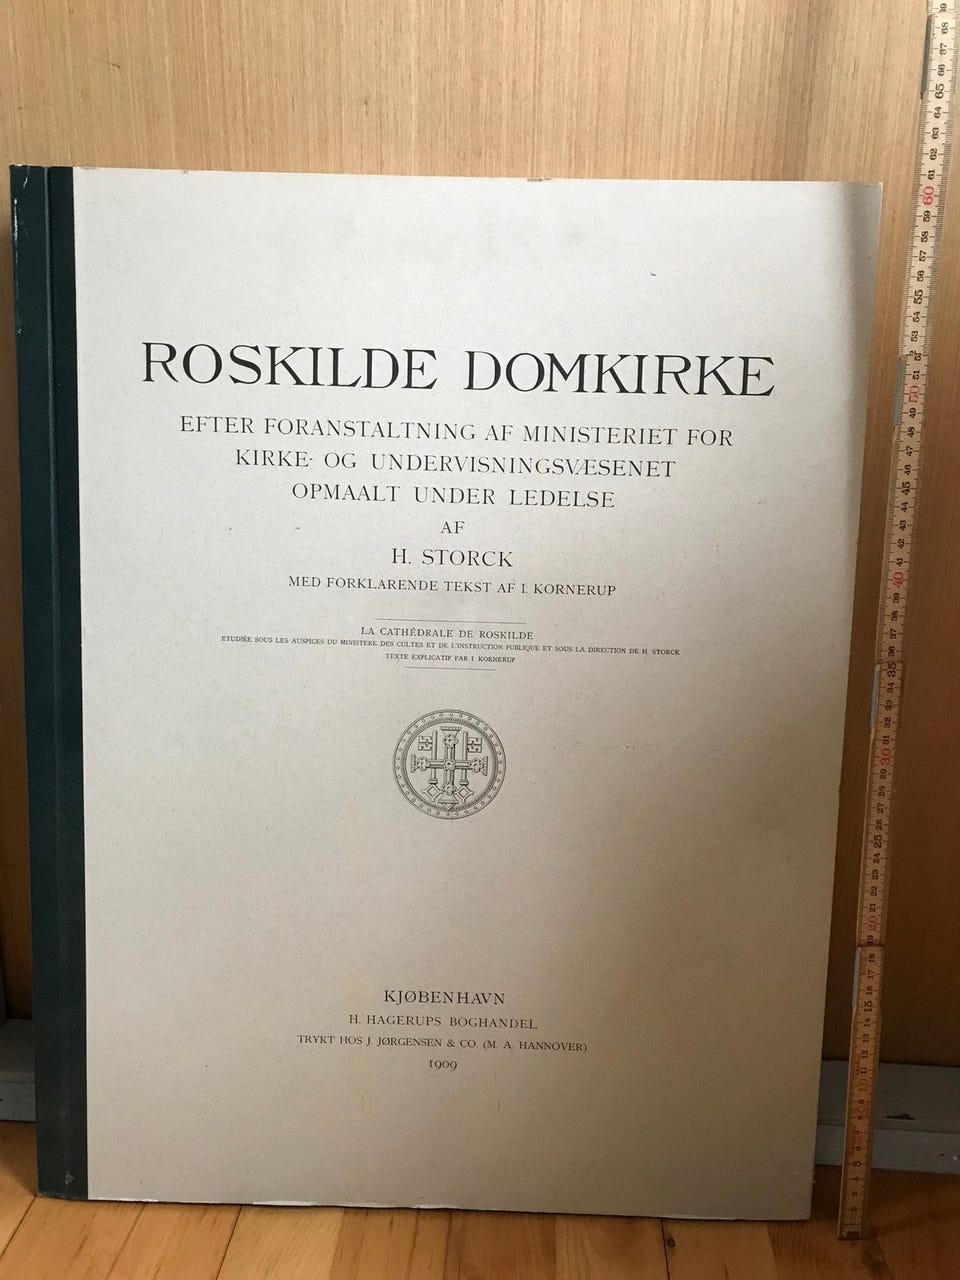 ROSKILDE DOMKIRKE
EFTER FORANSTALTNING AF MINISTERIET FOR
KIRKE- OG UNDERVISNINGSVÆSENET
OPMAALT UNDER LEDELSE
AF
H. STORCK
MED FORKLARENDE TEKST AF I. KORNERUP
LA CATHÉDRALE DE ROSKILDE
ETUDIÉE SOUS LES AUSPICES DU MINISTERE DES CULTES ET DE L'INSTRUCTION PUBLIQUE ET SOUS LA DIRECTION DE H. STORCK
TEXTE EXPLICATIF PAR I KORNERUP
KJØBENHAVN
H. HAGERUPS BOGHANDEL
TRYKT HOS J. JØRGENSEN & CO. (M. A. HANNOVER)
1909